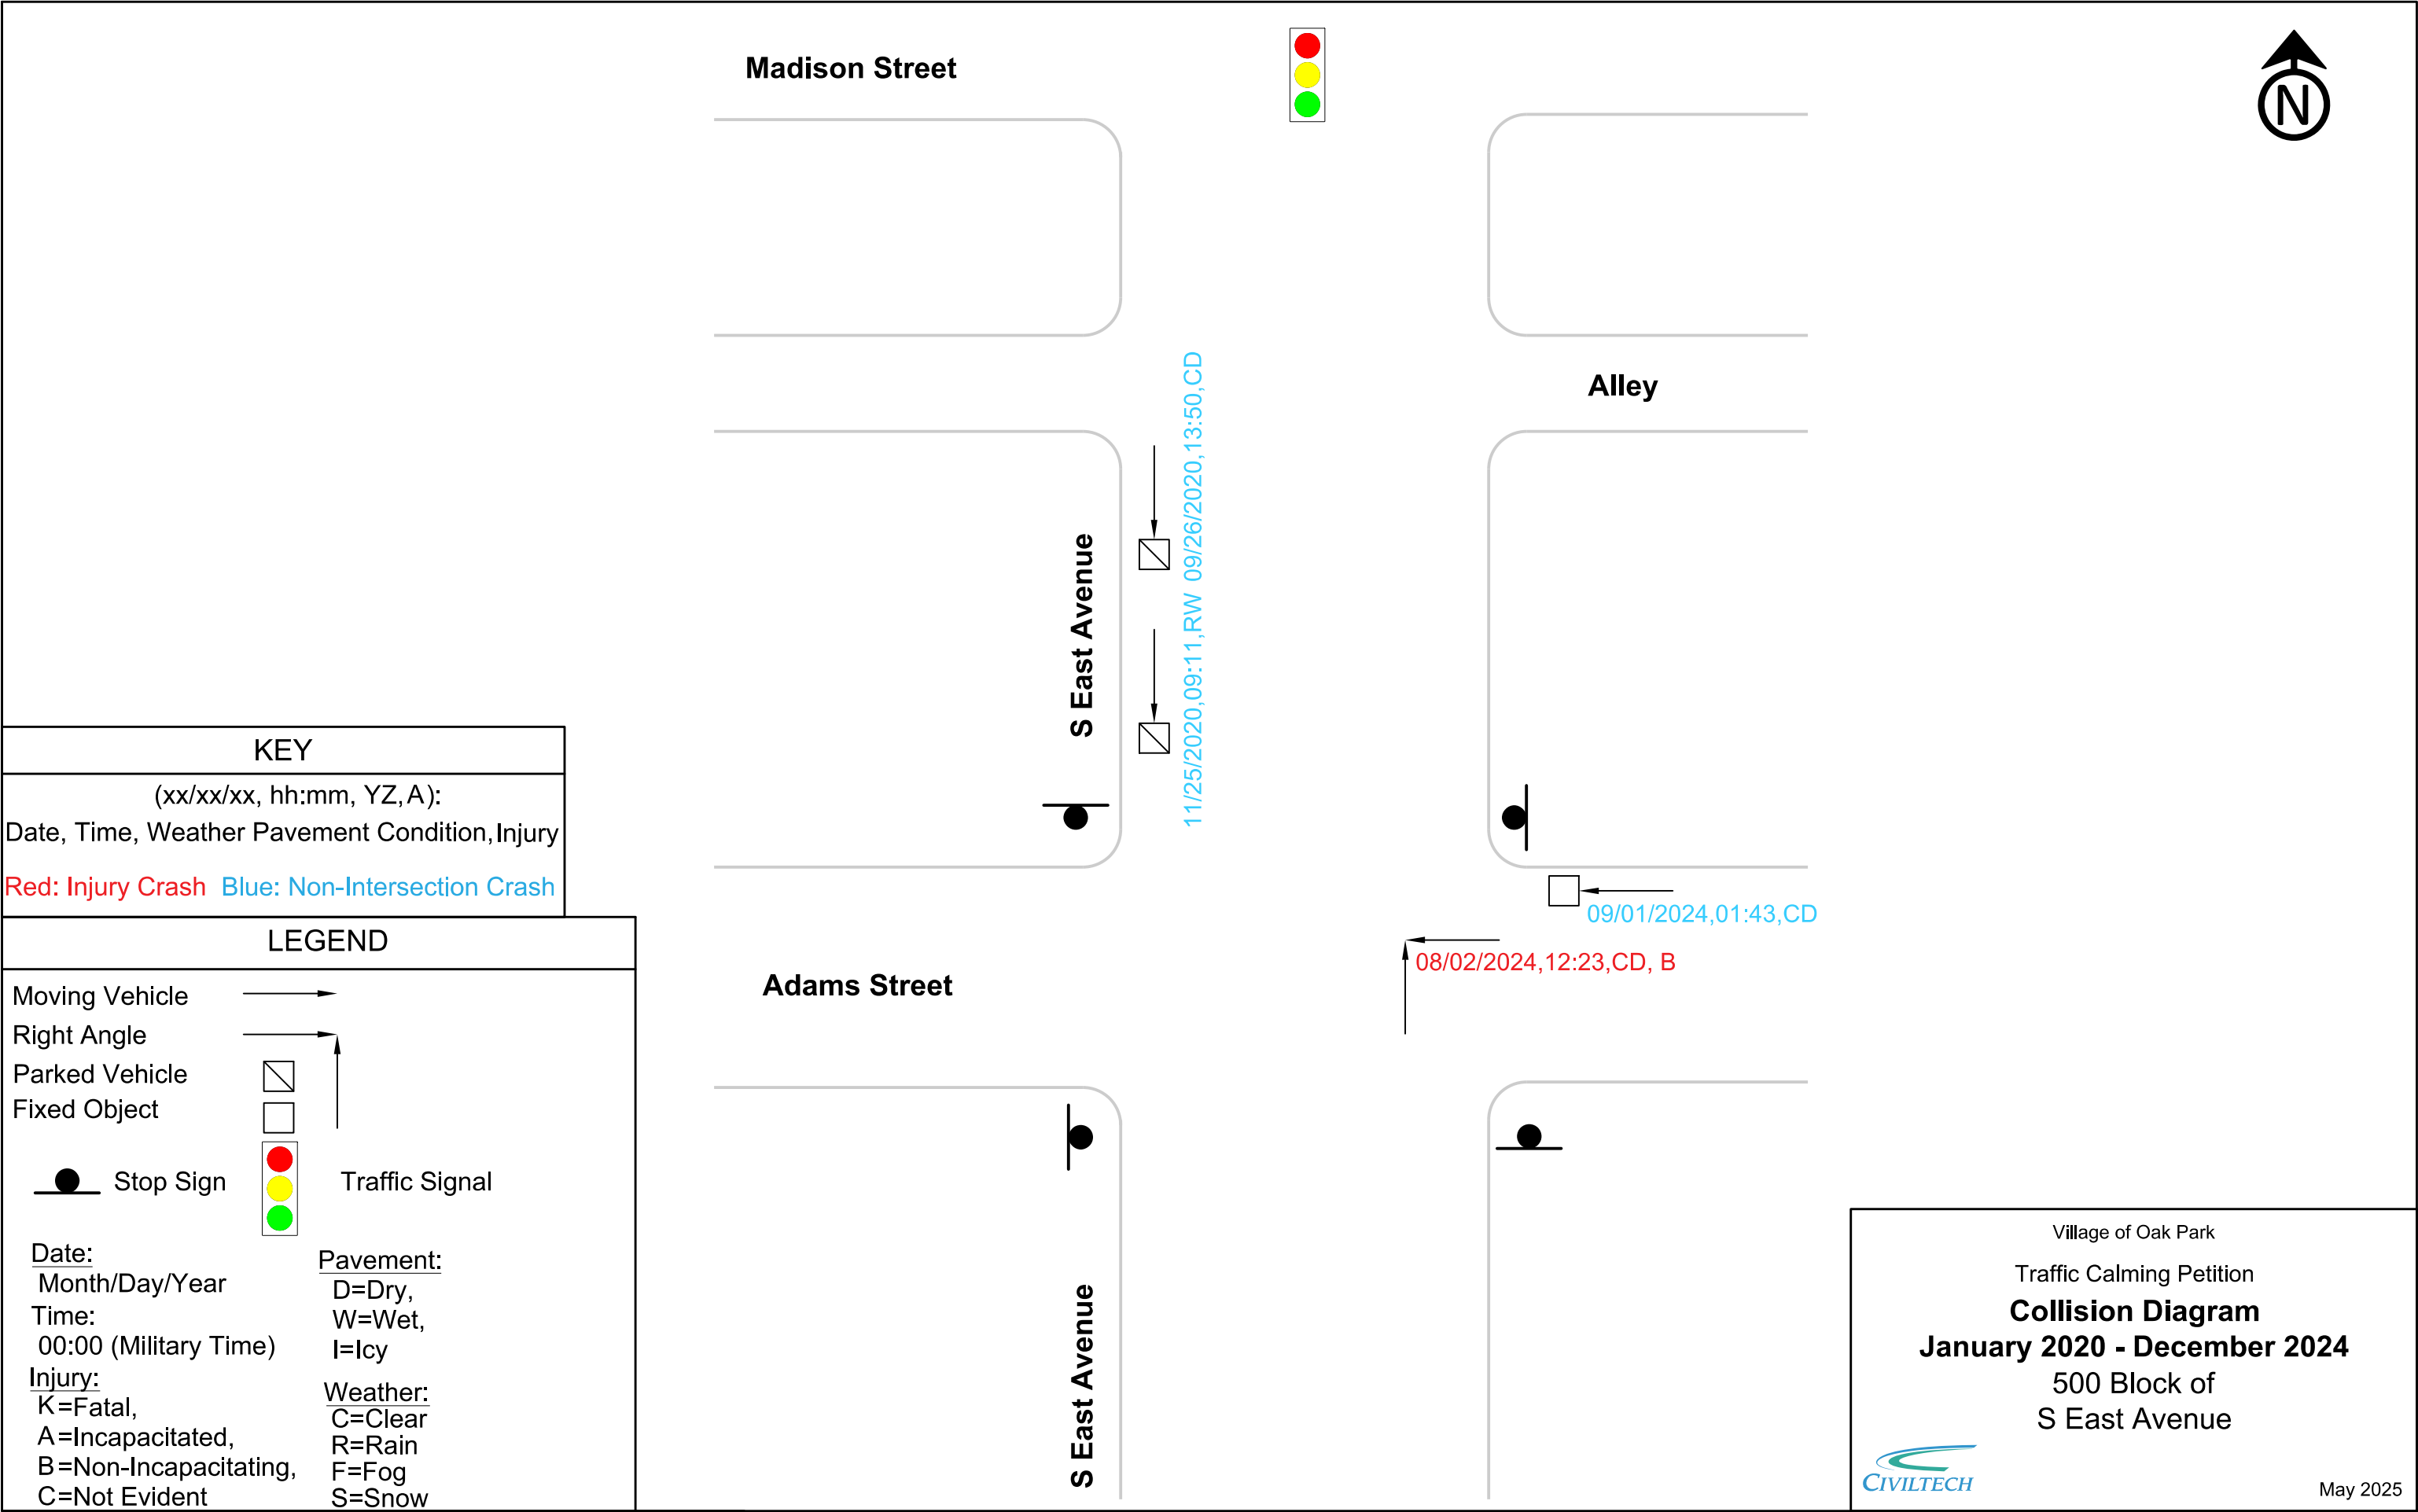 Madison Street
N
Alley
09/26/2020,13:50,CD
11/25/2020,09:11,RW
S East Avenue
09/01/2024,01:43,CD
08/02/2024,12:23,CD, B
Adams Street
S East Avenue
KEY
(xx/xx/xx, hh:mm, YZ,A):
Date, Time, Weather Pavement Condition,Injury
Red: Injury Crash Blue: Non-Intersection Crash
LEGEND
Moving Vehicle
Right Angle
Parked Vehicle
Fixed Object
Stop Sign
Traffic Signal
Date:
Month/Day/Year
Time:
00:00 (Military Time)
Injury:
K=Fatal,
A=Incapacitated,
B=Non-Incapacitating,
C=Not Evident
Pavement:
D=Dry,
W=Wet,
I=Icy
Weather:
C=Clear
R=Rain
F=Fog
S=Snow
Village of Oak Park
Traffic Calming Petition
Collision Diagram
January 2020 - December 2024
500 Block of
S East Avenue
CIVILTECH
May 2025